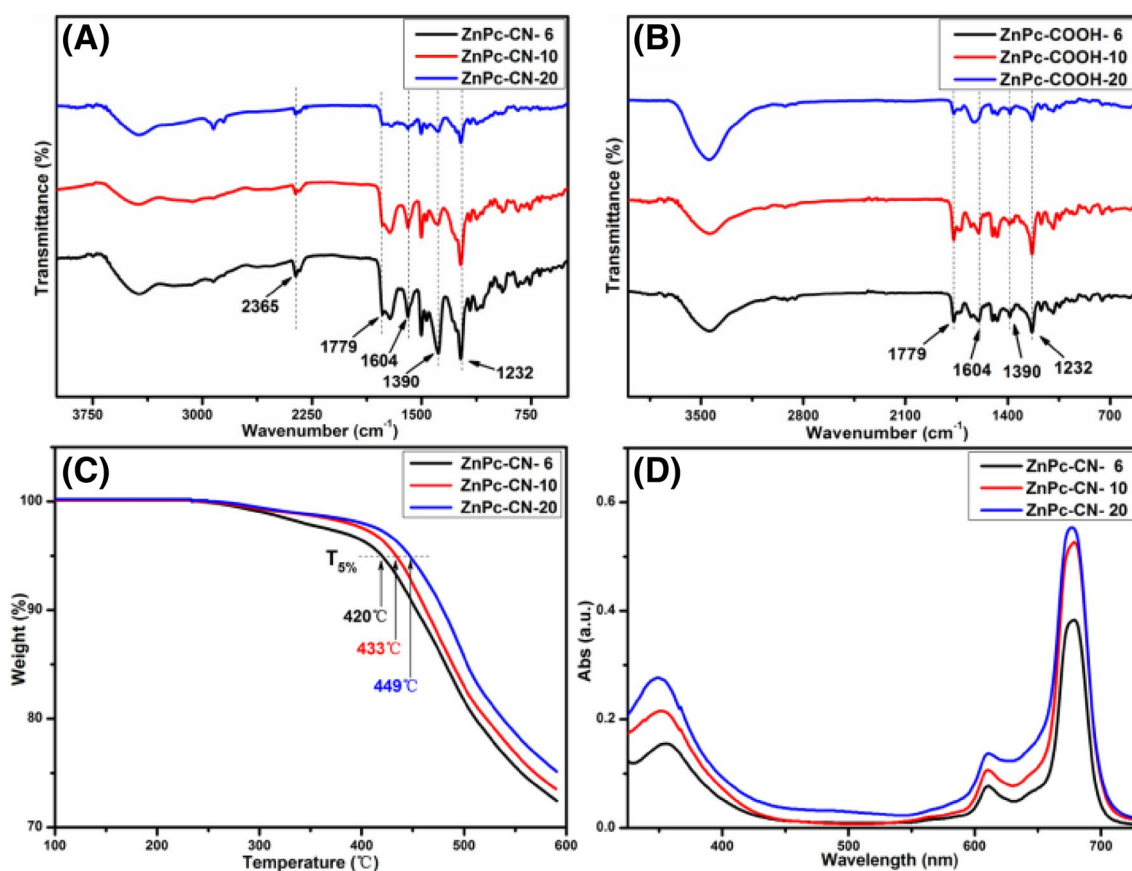 (A)
ZnPc-CN- 6
ZnPc-CN-10
ZnPc-CN-20
Transmittance (%)
2365
1779
1604
1390
1232
3750 3000 2250 1500 750
Wavenumber (cm-1)
(B)
ZnPc-COOH- 6
ZnPc-COOH-10
ZnPc-COOH-20
Transmittance (%)
1779
1604
1390
1232
3500 2800 2100 1400 700
Wavenumber (cm-1)
(C)
ZnPc-CN- 6
ZnPc-CN-10
ZnPc-CN-20
Weight (%)
100
90
80
70
T5%
420℃
433℃
449℃
100 200 300 400 500 600
Temperature (℃)
(D)
ZnPc-CN- 6
ZnPc-CN- 10
ZnPc-CN- 20
Abs (a.u.)
0.6
0.4
0.2
0.0
400 500 600 700
Wavelength (nm)